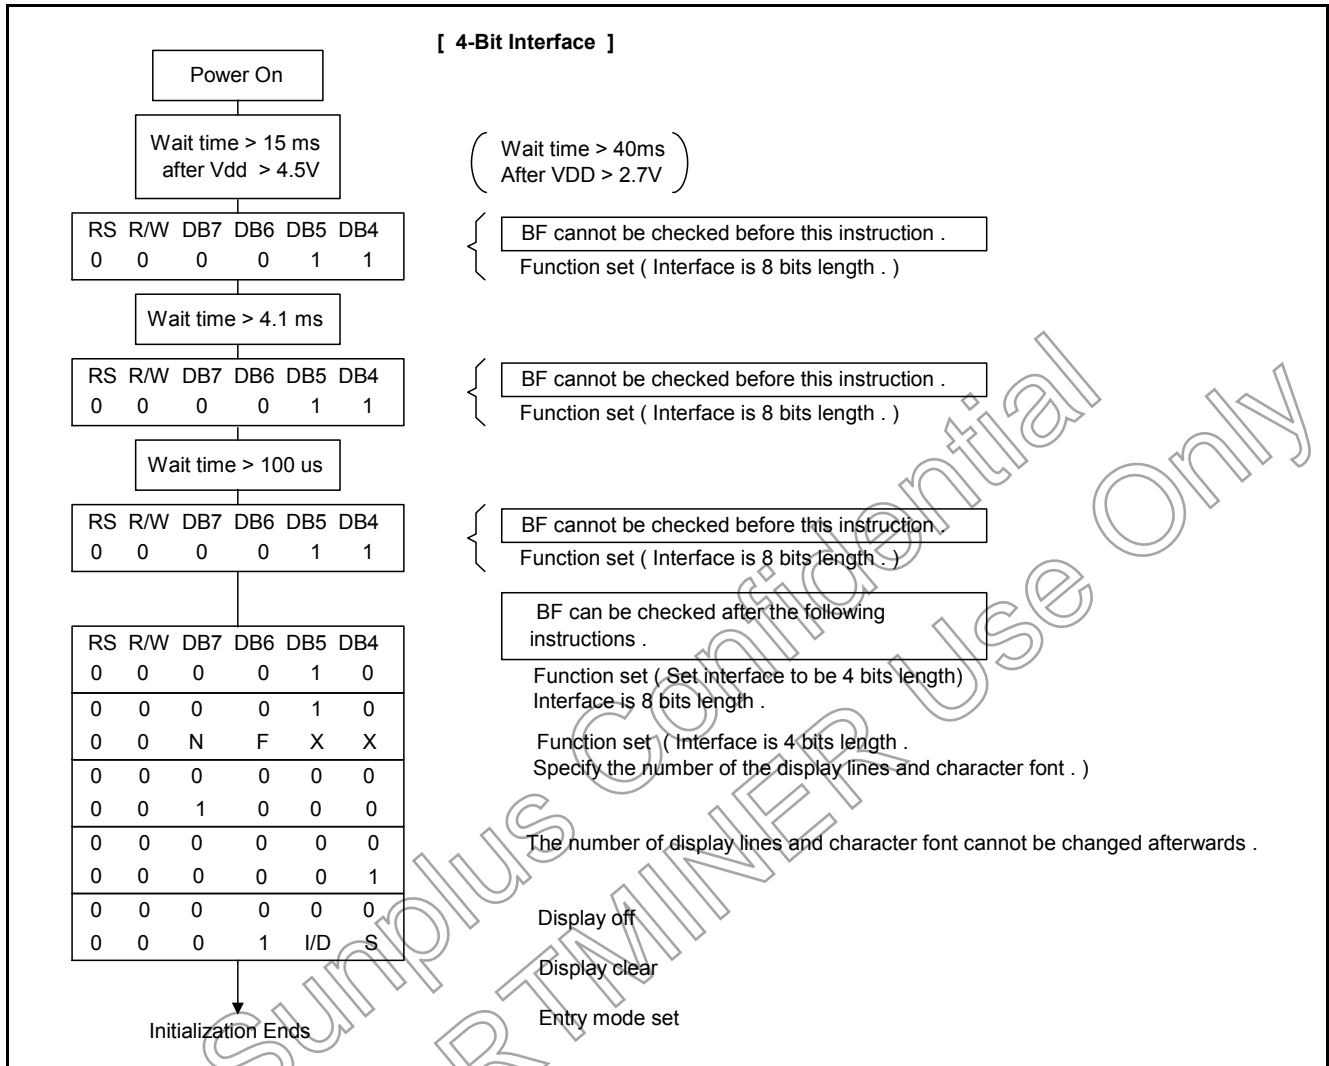 [ 4-Bit Interface ]
Power On
Wait time > 15 ms
after Vdd > 4.5V
Wait time > 40ms
After VDD > 2.7V
RS R/W DB7 DB6 DB5 DB4
0 0 0 0 1 1
BF cannot be checked before this instruction .
Function set ( Interface is 8 bits length . )
Wait time > 4.1 ms
RS R/W DB7 DB6 DB5 DB4
0 0 0 0 1 1
BF cannot be checked before this instruction .
Function set ( Interface is 8 bits length . )
Wait time > 100 us
RS R/W DB7 DB6 DB5 DB4
0 0 0 0 1 1
BF cannot be checked before this instruction .
Function set ( Interface is 8 bits length . )
BF can be checked after the following
instructions .
RS R/W DB7 DB6 DB5 DB4
0 0 0 0 1 0
0 0 0 0 1 0
0 0 N F X X
0 0 0 0 0 0
0 0 1 0 0 0
0 0 0 0 0 0
0 0 0 0 0 1
0 0 0 0 0 0
0 0 0 1 I/D S
Function set ( Set interface to be 4 bits length)
Interface is 8 bits length .
Function set ( Interface is 4 bits length .
Specify the number of the display lines and character font . )
The number of display lines and character font cannot be changed afterwards .
Display off
Display clear
Entry mode set
Initialization Ends
Sunplus Confidential
RTMINER Use Only